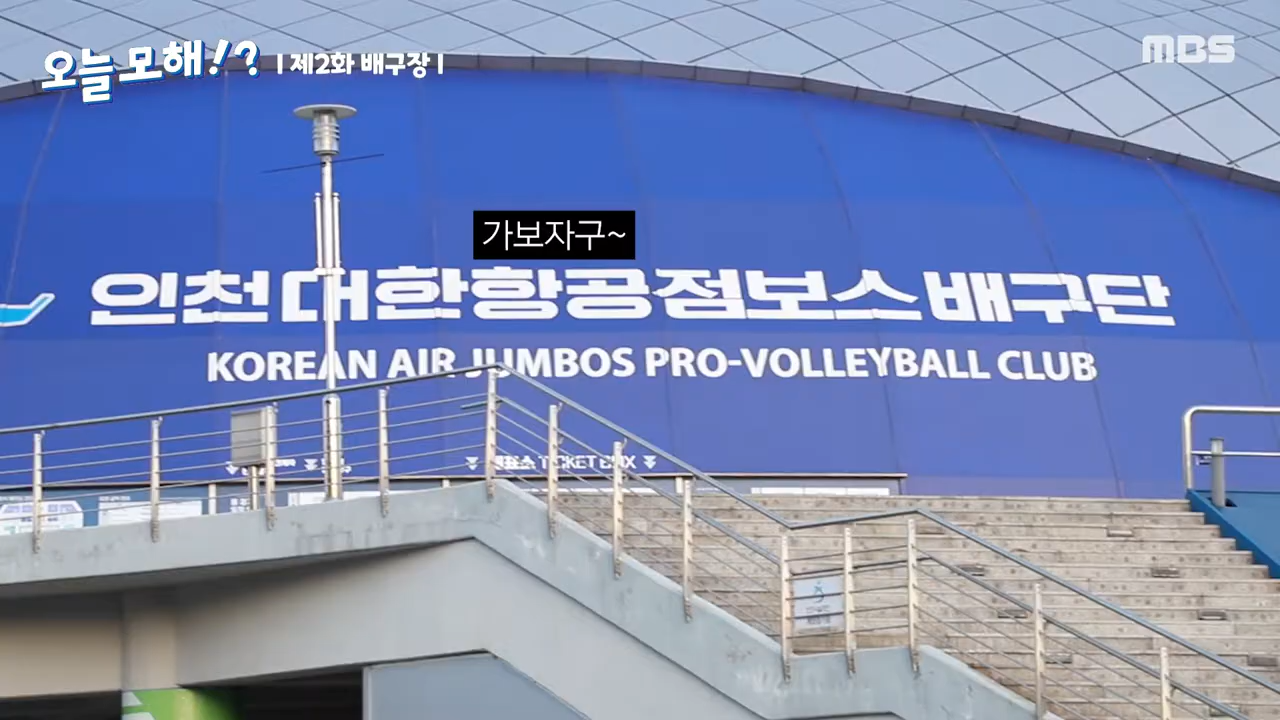 오늘 모해!? | 제2화 배구장 |
MBS
가보자구~
인천 대한항공 점보스 배구단
KOREAN AIR JUMBOS PRO-VOLLEYBALL CLUB
TICKET BOX